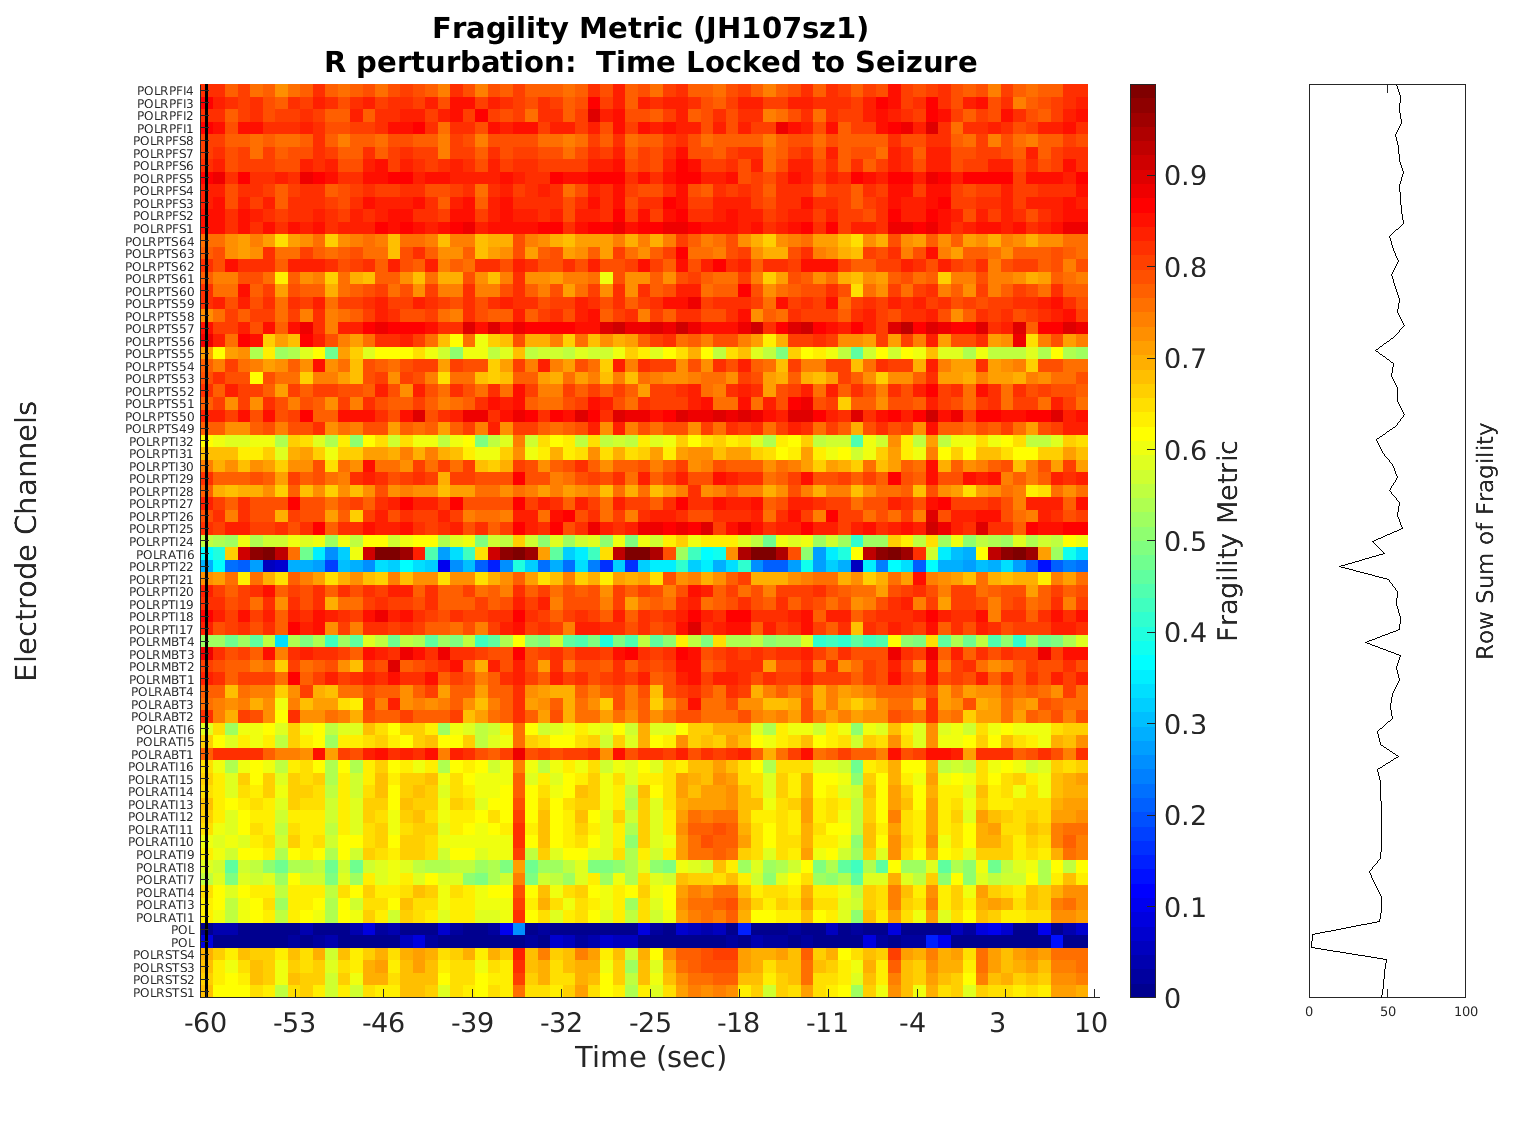 Fragility Metric (JH107sz1)
R perturbation:  Time Locked to Seizure
Electrode Channels
POLRPFI4
POLRPFI3
POLRPFI2
POLRPFI1
POLRPFS8
POLRPFS7
POLRPFS6
POLRPFS5
POLRPFS4
POLRPFS3
POLRPFS2
POLRPFS1
POLRPTS64
POLRPTS63
POLRPTS62
POLRPTS61
POLRPTS60
POLRPTS59
POLRPTS58
POLRPTS57
POLRPTS56
POLRPTS55
POLRPTS54
POLRPTS53
POLRPTS52
POLRPTS51
POLRPTS50
POLRPTS49
POLRPTI32
POLRPTI31
POLRPTI30
POLRPTI29
POLRPTI28
POLRPTI27
POLRPTI26
POLRPTI25
POLRPTI24
POLRATI6
POLRPTI22
POLRPTI21
POLRPTI20
POLRPTI19
POLRPTI18
POLRPTI17
POLRMBT4
POLRMBT3
POLRMBT2
POLRMBT1
POLRABT4
POLRABT3
POLRABT2
POLRATI6
POLRATI5
POLRABT1
POLRATI16
POLRATI15
POLRATI14
POLRATI13
POLRATI12
POLRATI11
POLRATI10
POLRATI9
POLRATI8
POLRATI7
POLRATI4
POLRATI3
POLRATI1
POL
POL
POLRSTS4
POLRSTS3
POLRSTS2
POLRSTS1
-60 -53 -46 -39 -32 -25 -18 -11 -4 3 10
Time (sec)
0.9
0.8
0.7
0.6
0.5
0.4
0.3
0.2
0.1
0
Fragility Metric
0 50 100
Row Sum of Fragility